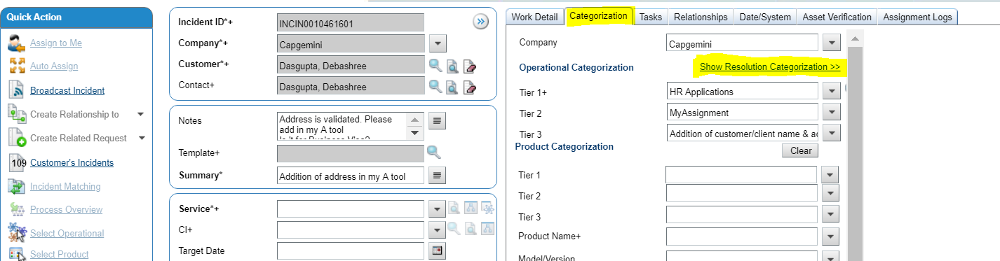 Quick Action
Assign to Me
Auto Assign
Broadcast Incident
Create Relationship to
Create Related Request
109 Customer's Incidents
Incident Matching
Process Overview
Select Operational
Select Product
Incident ID*+ INCIN0010461601
Company*+ Capgemini
Customer*+ Dasgupta, Debashree
Contact+ Dasgupta, Debashree
Notes Address is validated. Please
add in my A tool
Is it for Business Visa?
Template+
Summary* Addition of address in my A tool
Service*+
CI+
Target Date
Work Detail Categorization Tasks Relationships Date/System Asset Verification Assignment Logs
Company Capgemini
Operational Categorization Show Resolution Categorization >>
Tier 1+ HR Applications
Tier 2 MyAssignment
Tier 3 Addition of customer/client name & ac
Product Categorization
Clear
Tier 1
Tier 2
Tier 3
Product Name+
Model/Version